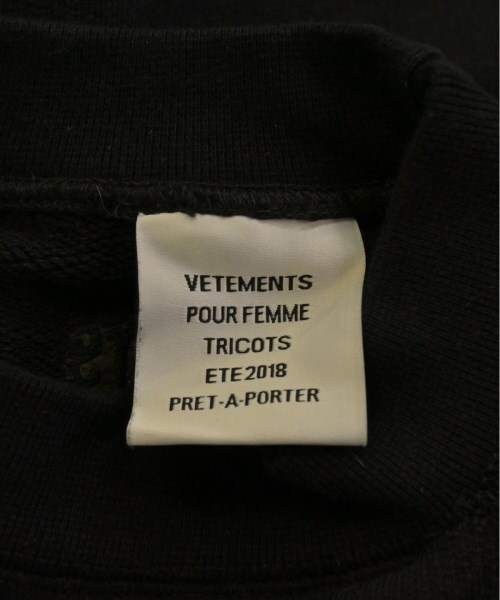 VETEMENTS
POUR FEMME
TRICOTS
ETE2018
PRET-A-PORTER